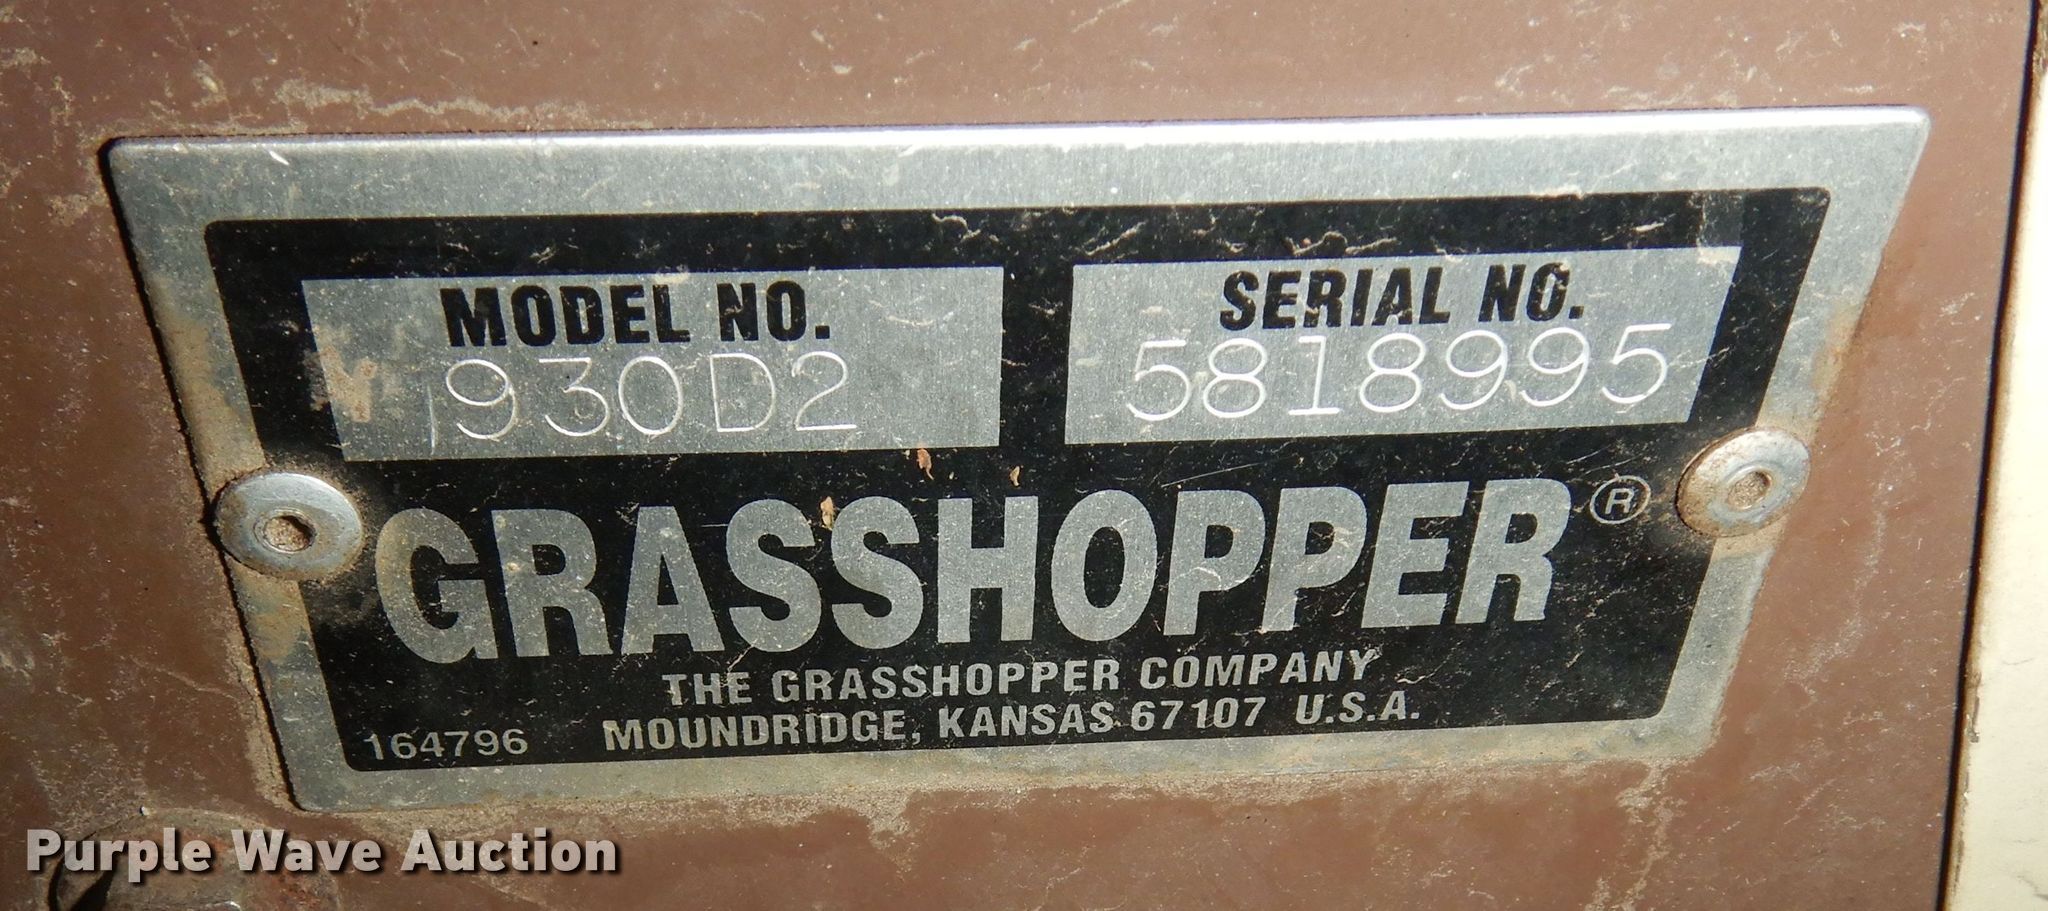 MODEL NO.
930D2
SERIAL NO.
5818995
GRASSHOPPER®
THE GRASSHOPPER COMPANY
MOUNDRIDGE, KANSAS 67107 U.S.A.
164796
Purple Wave Auction